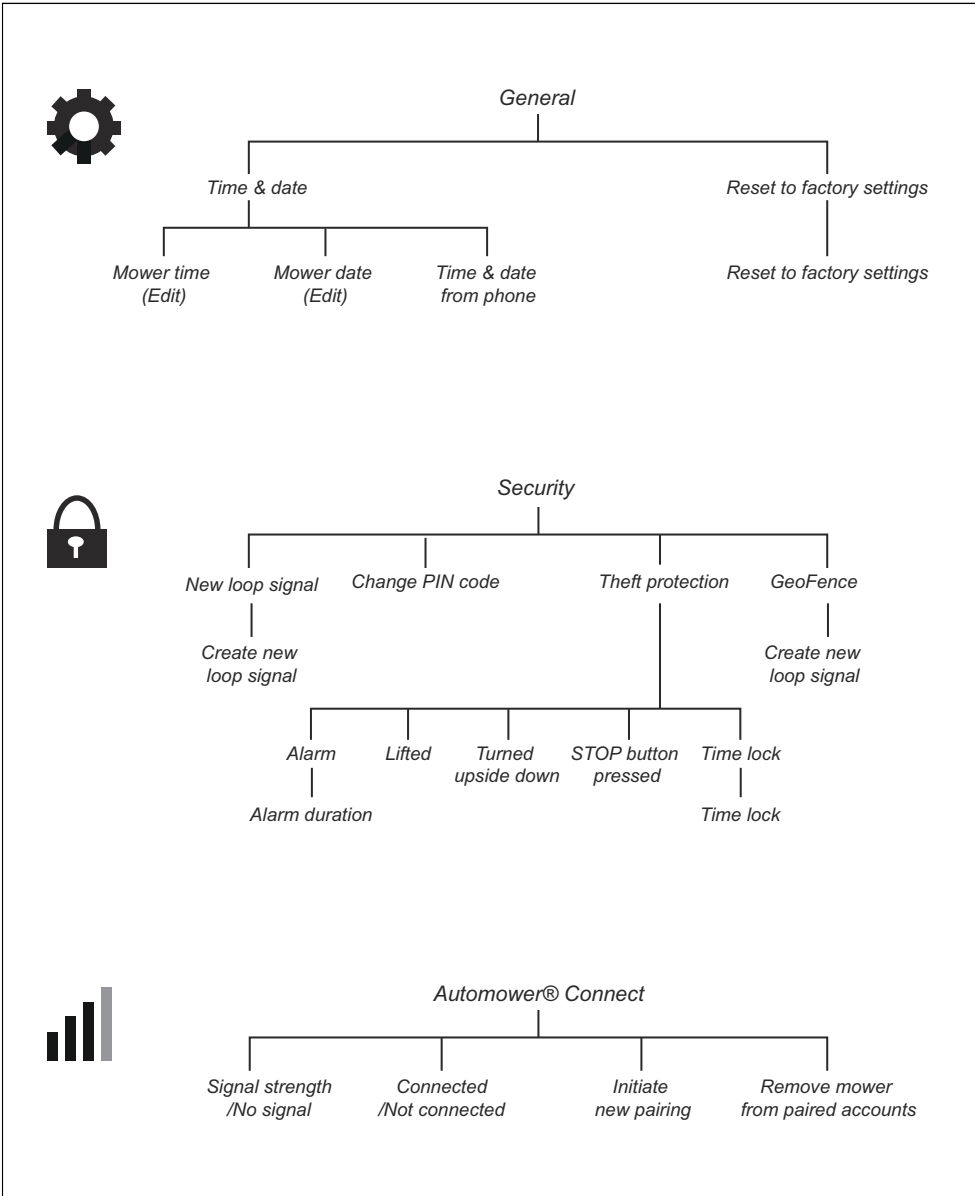 General
Time & date
Reset to factory settings
Mower time
(Edit)
Mower date
(Edit)
Time & date
from phone
Reset to factory settings
Security
New loop signal
Change PIN code
Theft protection
GeoFence
Create new
loop signal
Create new
loop signal
Alarm
Lifted
Turned
upside down
STOP button
pressed
Time lock
Alarm duration
Time lock
Automower® Connect
Signal strength
/No signal
Connected
/Not connected
Initiate
new pairing
Remove mower
from paired accounts